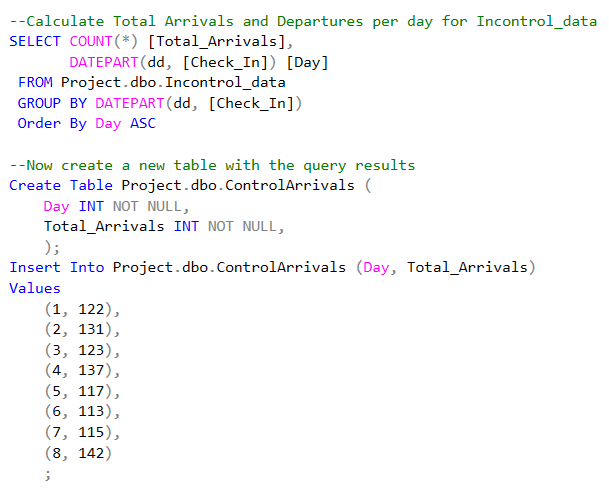 --Calculate Total Arrivals and Departures per day for Incontrol_data
SELECT COUNT(*) [Total_Arrivals],
       DATEPART(dd, [Check_In]) [Day]
 FROM Project.dbo.Incontrol_data
 GROUP BY DATEPART(dd, [Check_In])
 Order By Day ASC

--Now create a new table with the query results
Create Table Project.dbo.ControlArrivals (
    Day INT NOT NULL,
    Total_Arrivals INT NOT NULL,
    );
Insert Into Project.dbo.ControlArrivals (Day, Total_Arrivals)
Values
    (1, 122),
    (2, 131),
    (3, 123),
    (4, 137),
    (5, 117),
    (6, 113),
    (7, 115),
    (8, 142)
    ;